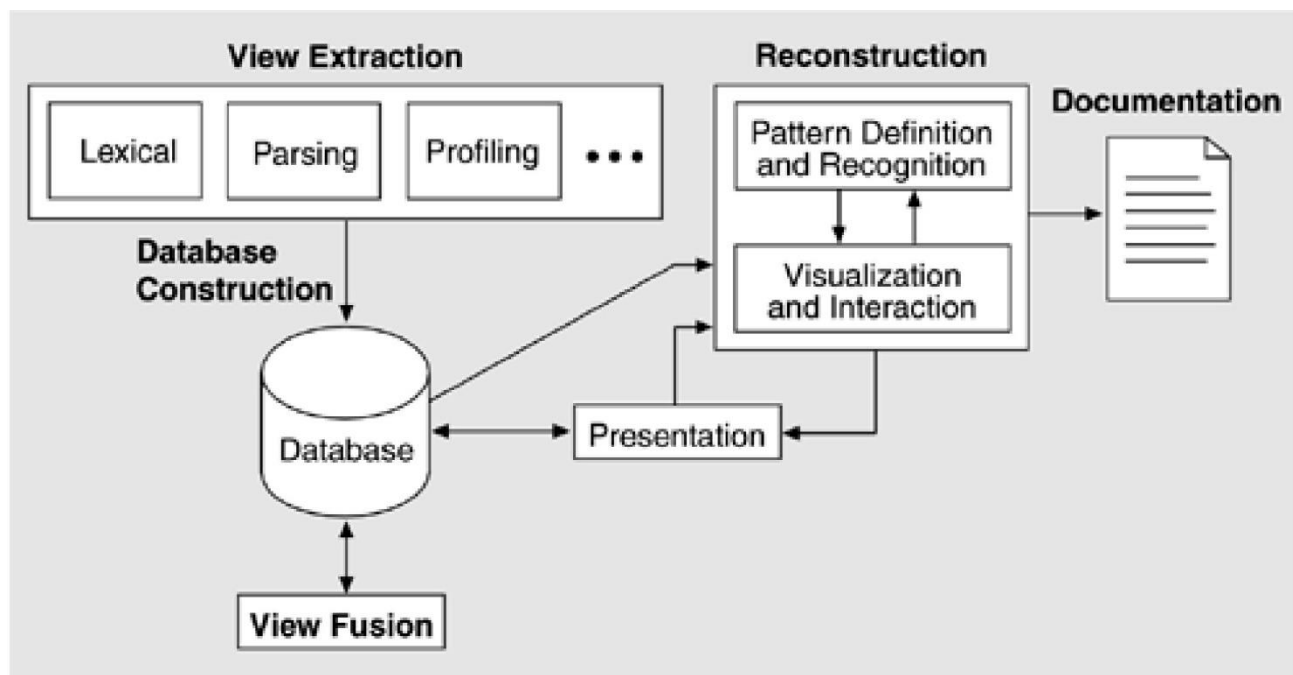 View Extraction
Lexical
Parsing
Profiling
•••
Database
Construction
Database
View Fusion
Presentation
Reconstruction
Pattern Definition
and Recognition
Visualization
and Interaction
Documentation